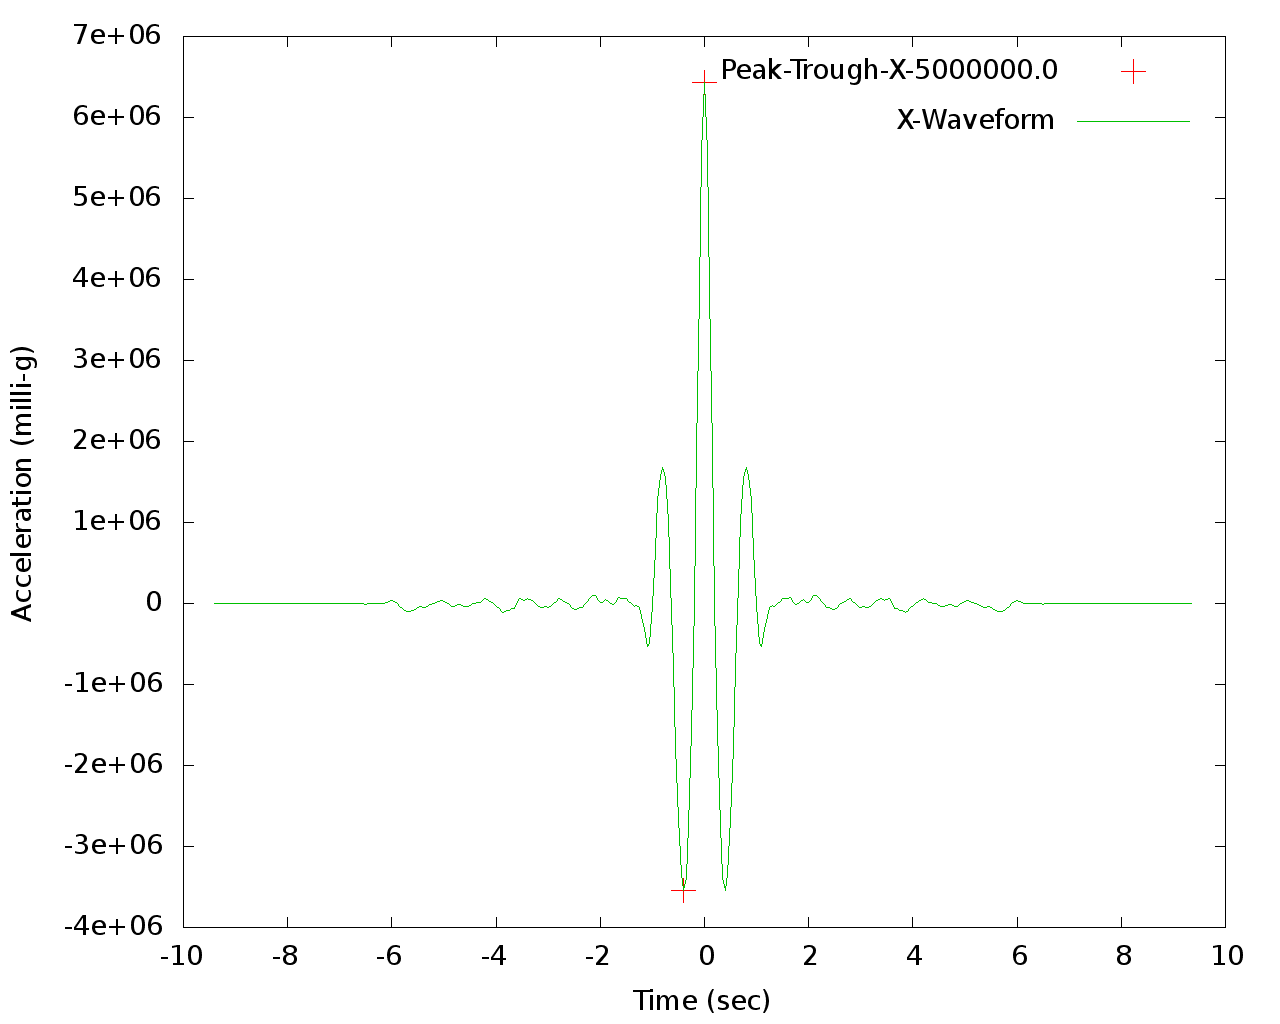 7e+06
6e+06
5e+06
4e+06
3e+06
2e+06
1e+06
0
-1e+06
-2e+06
-3e+06
-4e+06
Acceleration (milli-g)
Peak-Trough-X-5000000.0
X-Waveform
-10 -8 -6 -4 -2 0 2 4 6 8 10
Time (sec)